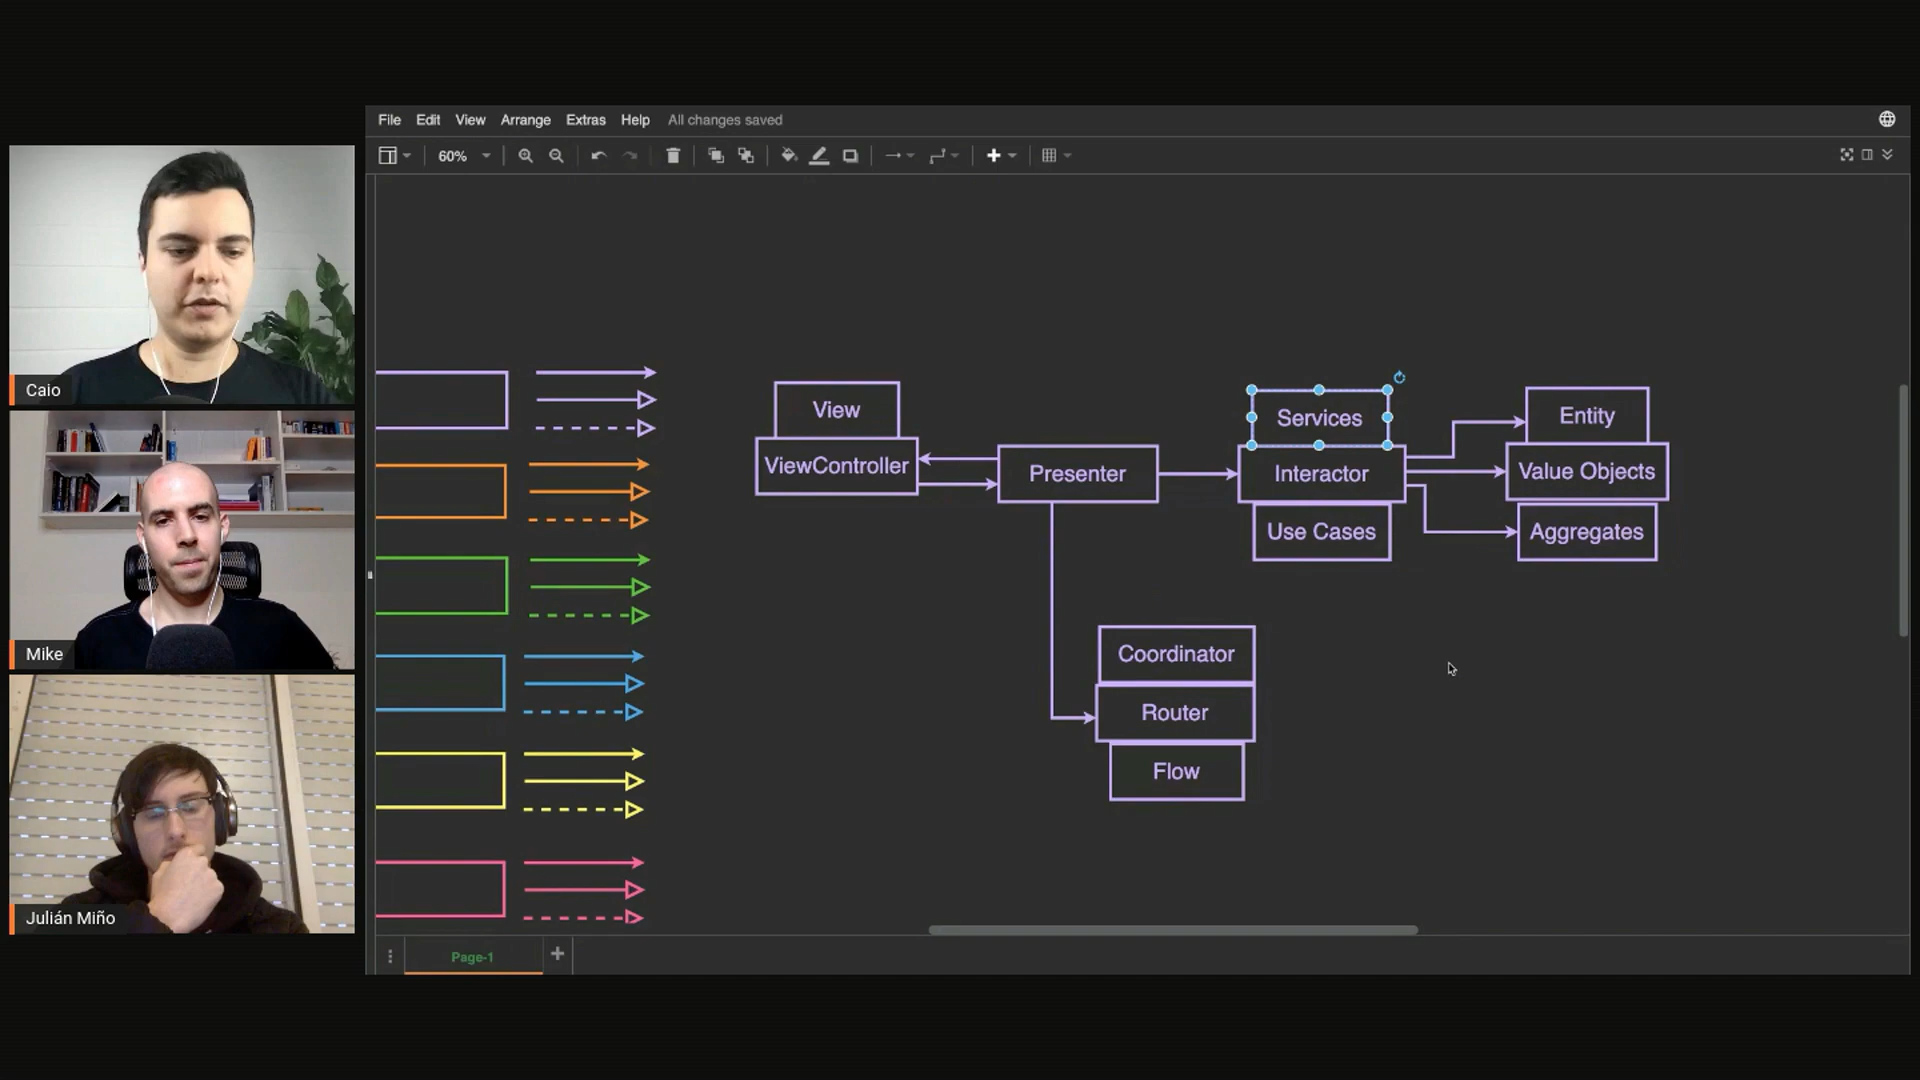 File Edit View Arrange Extras Help All changes saved
60%
Caio
Mike
Julián Miño
View
ViewController
Presenter
Services
Interactor
Use Cases
Entity
Value Objects
Aggregates
Coordinator
Router
Flow
Page-1